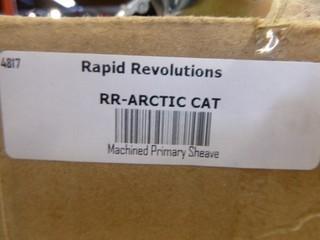 4817
Rapid Revolutions
RR-ARCTIC CAT
Machined Primary Sheave